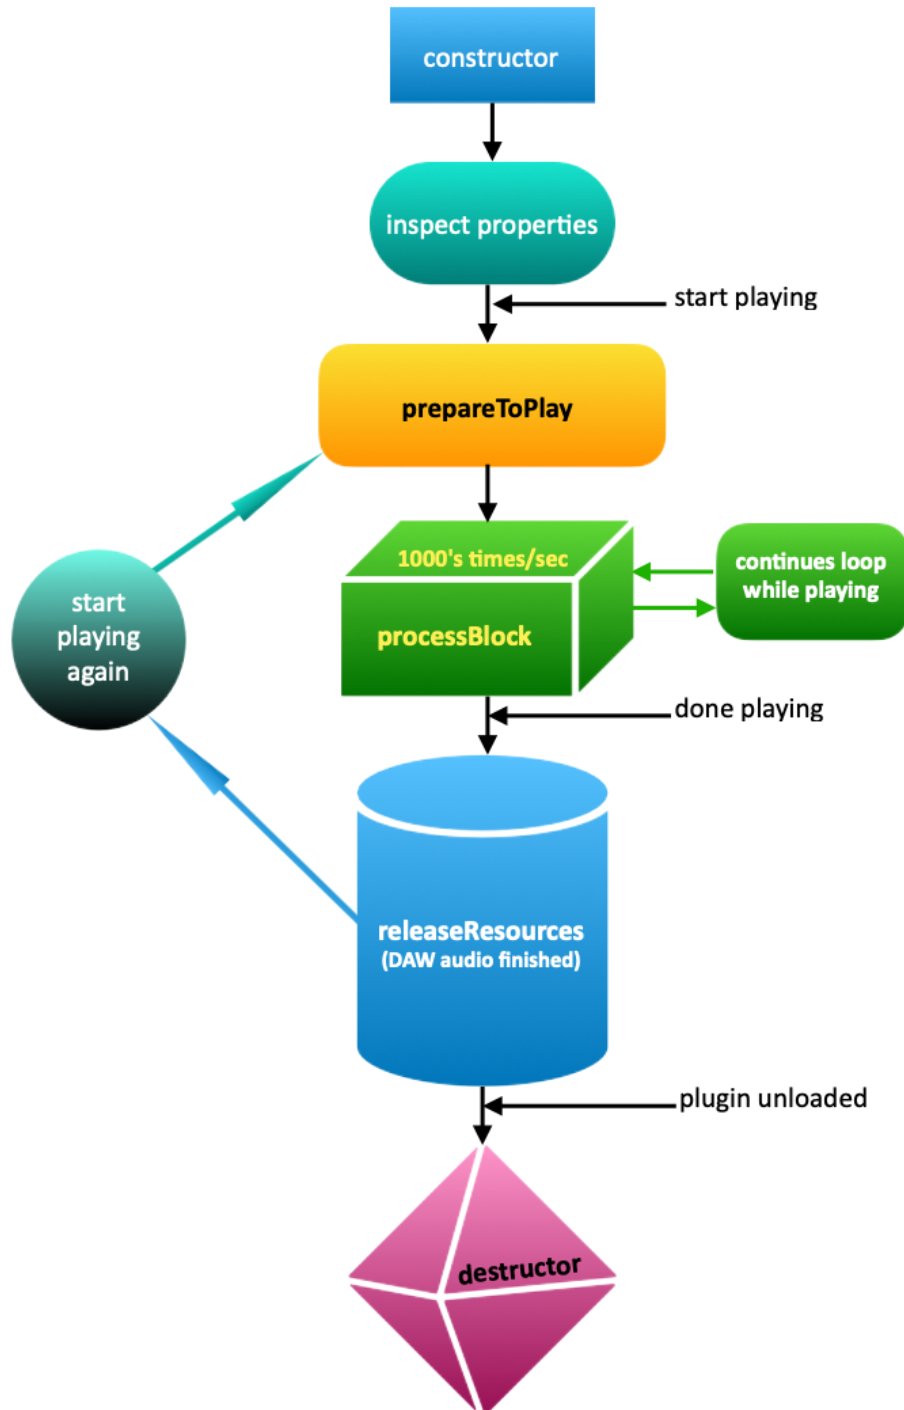 constructor
inspect properties
start playing
prepareToPlay
1000's times/sec
continues loop
while playing
processBlock
start
playing
again
done playing
releaseResources
(DAW audio finished)
plugin unloaded
destructor